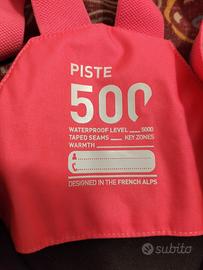 PISTE
500
WATERPROOF LEVEL ..... 5000
TAPED SEAMS ..... KEY ZONES
WARMTH
A
C
DESIGNED IN THE FRENCH ALPS
subito